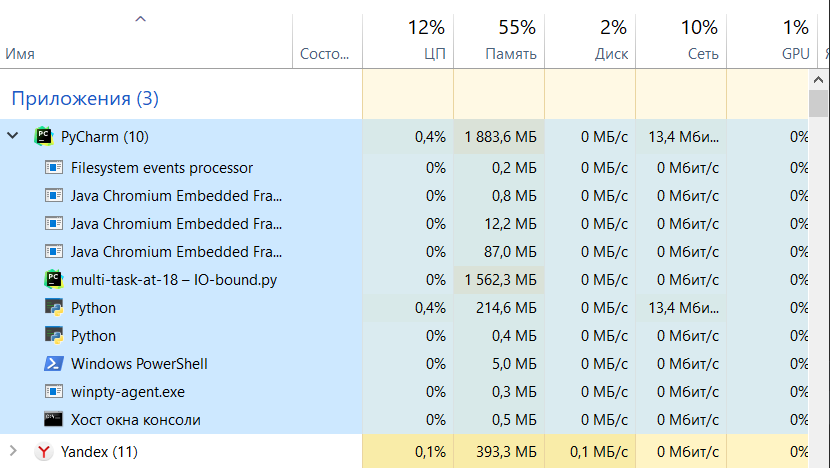 12% 55% 2% 10% 1%
Имя Состо... ЦП Память Диск Сеть GPU
Приложения (3)
PyCharm (10) 0,4% 1 883,6 МБ 0 МБ/с 13,4 Мби... 0%
Filesystem events processor 0% 0,2 МБ 0 МБ/с 0 Мбит/с 0%
Java Chromium Embedded Fra... 0% 0,8 МБ 0 МБ/с 0 Мбит/с 0%
Java Chromium Embedded Fra... 0% 12,2 МБ 0 МБ/с 0 Мбит/с 0%
Java Chromium Embedded Fra... 0% 87,0 МБ 0 МБ/с 0 Мбит/с 0%
multi-task-at-18 – IO-bound.py 0% 1 562,3 МБ 0 МБ/с 0 Мбит/с 0%
Python 0,4% 214,6 МБ 0 МБ/с 13,4 Мби... 0%
Python 0% 0,4 МБ 0 МБ/с 0 Мбит/с 0%
Windows PowerShell 0% 5,0 МБ 0 МБ/с 0 Мбит/с 0%
winpty-agent.exe 0% 0,3 МБ 0 МБ/с 0 Мбит/с 0%
Хост окна консоли 0% 0,5 МБ 0 МБ/с 0 Мбит/с 0%
Yandex (11) 0,1% 393,3 МБ 0,1 МБ/с 0 Мбит/с 0%